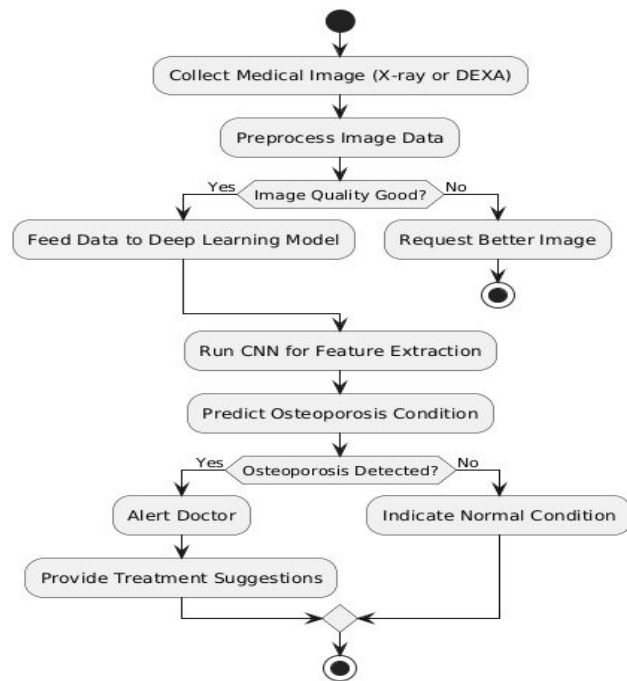 Collect Medical Image (X-ray or DEXA)
Preprocess Image Data
Yes
Image Quality Good?
No
Feed Data to Deep Learning Model
Request Better Image
Run CNN for Feature Extraction
Predict Osteoporosis Condition
Yes
Osteoporosis Detected?
No
Alert Doctor
Indicate Normal Condition
Provide Treatment Suggestions